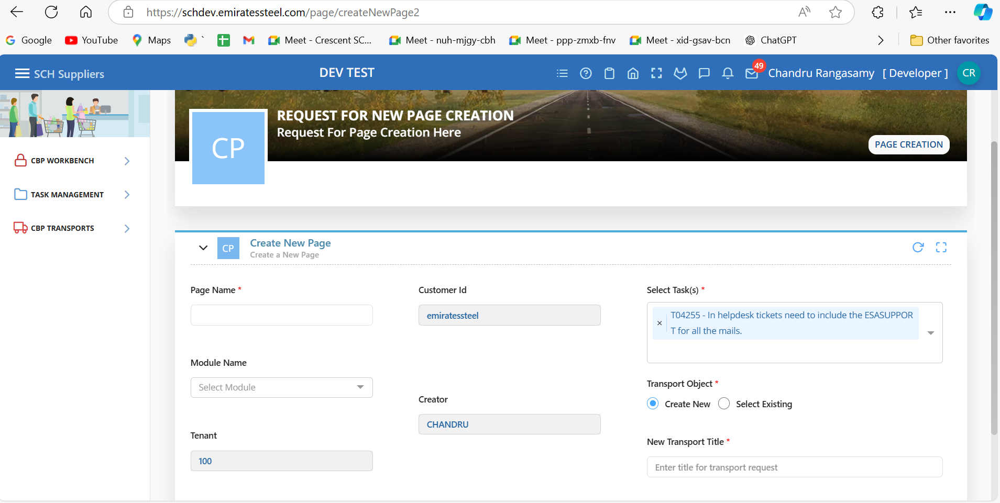 https://schdev.emiratessteel.com/page/createNewPage2
Google YouTube Maps ` Meet - Crescent SC... Meet - nuh-mjgy-cbh Meet - ppp-zmxb-fnv Meet - xid-gsav-bcn ChatGPT Other favorites
SCH Suppliers DEV TEST 49 Chandru Rangasamy [ Developer ] CR
CBP WORKBENCH
TASK MANAGEMENT
CBP TRANSPORTS
CP
REQUEST FOR NEW PAGE CREATION
Request For Page Creation Here
PAGE CREATION
CP
Create New Page
Create a New Page
Page Name *
Customer Id
emiratessteel
Select Task(s) *
× T04255 - In helpdesk tickets need to include the ESASUPPOR
T for all the mails.
Module Name
Select Module
Transport Object *
Create New Select Existing
Creator
CHANDRU
Tenant
100
New Transport Title *
Enter title for transport request